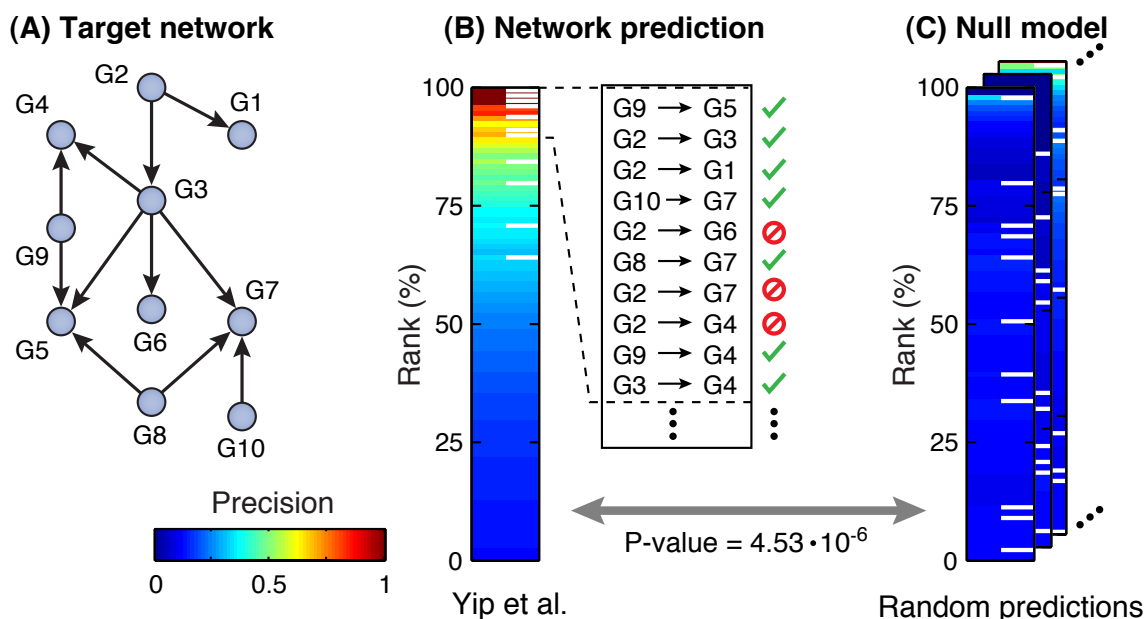 (A) Target network
G2
G4
G1
G3
G9
G7
G5
G6
G8
G10
Precision
0
0.5
1
(B) Network prediction
100
75
50
25
0
Rank (%)
G9 → G5
G2 → G3
G2 → G1
G10 → G7
G2 → G6
G8 → G7
G2 → G7
G2 → G4
G9 → G4
G3 → G4
P-value = 4.53 · 10⁻⁶
Yip et al.
(C) Null model
100
75
50
25
0
Rank (%)
Random predictions